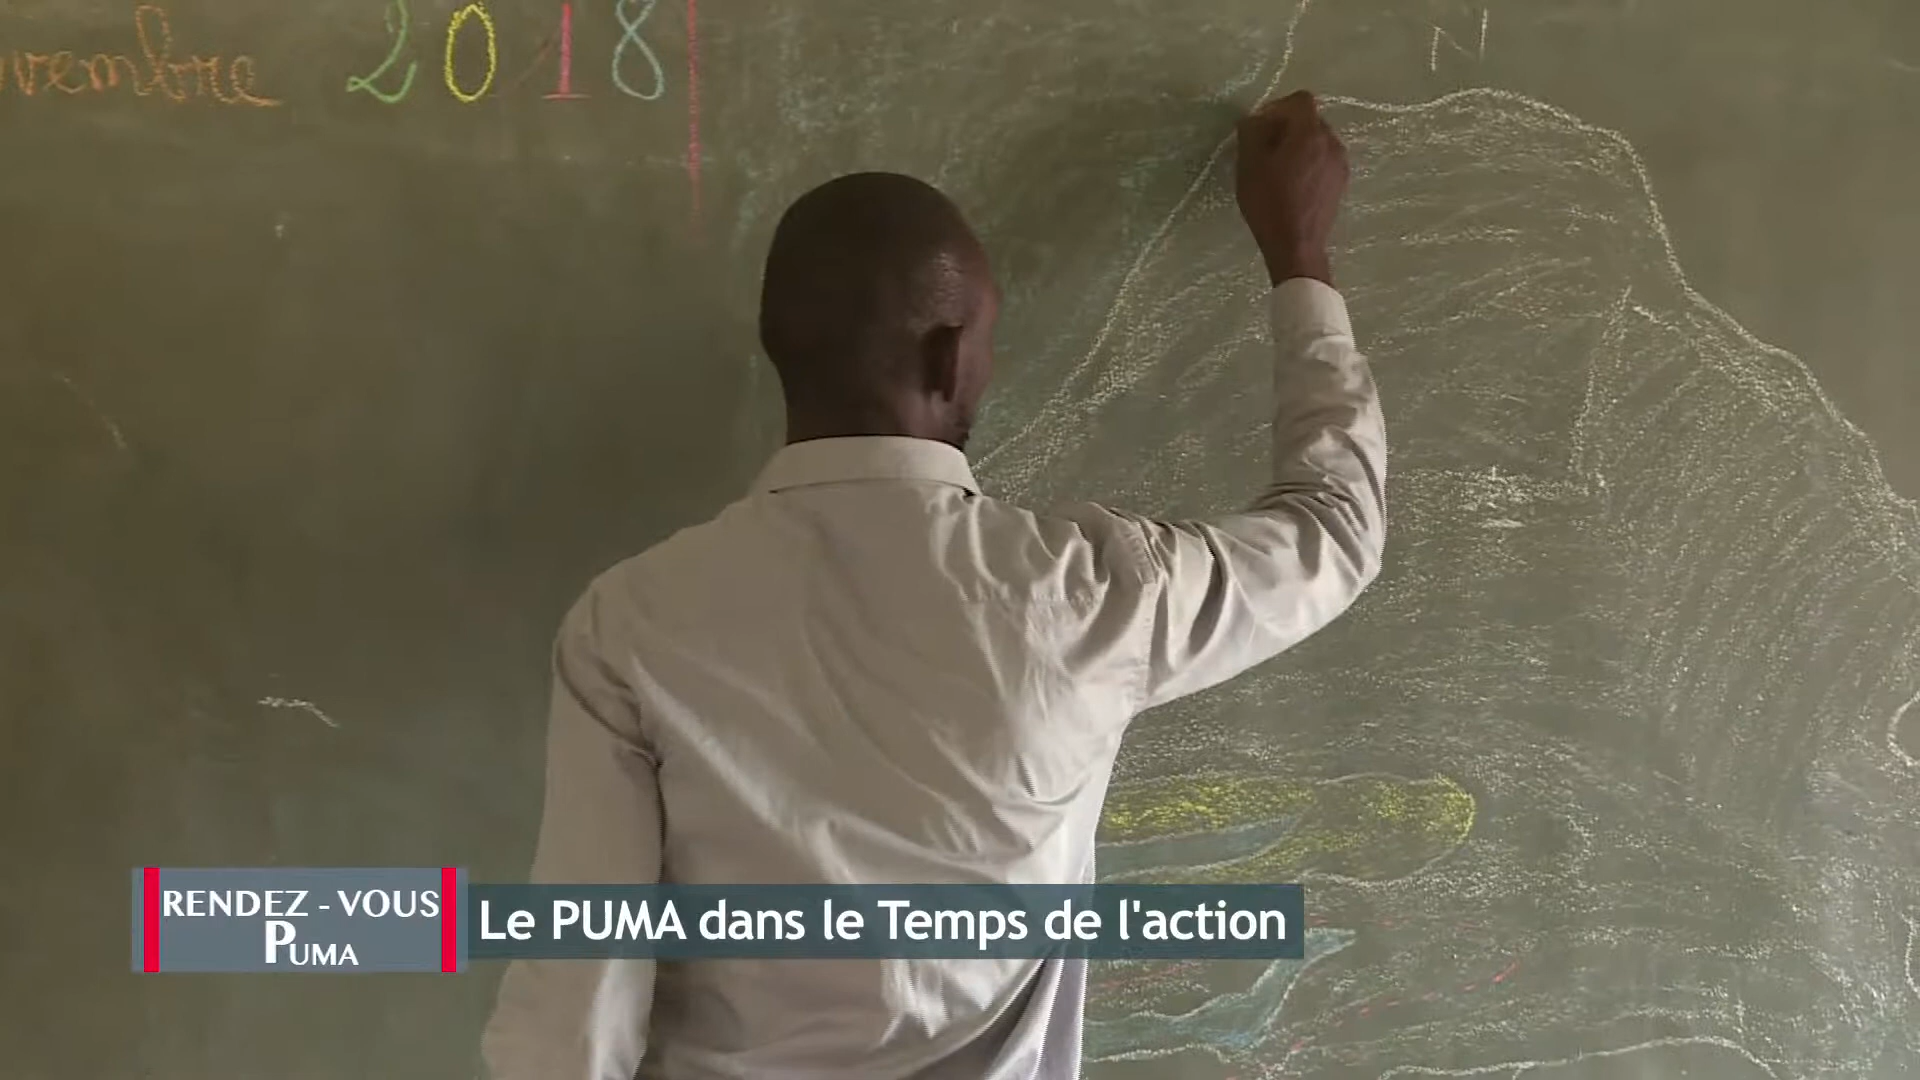 vembre 2018
N
RENDEZ - VOUS
PUMA
Le PUMA dans le Temps de l'action